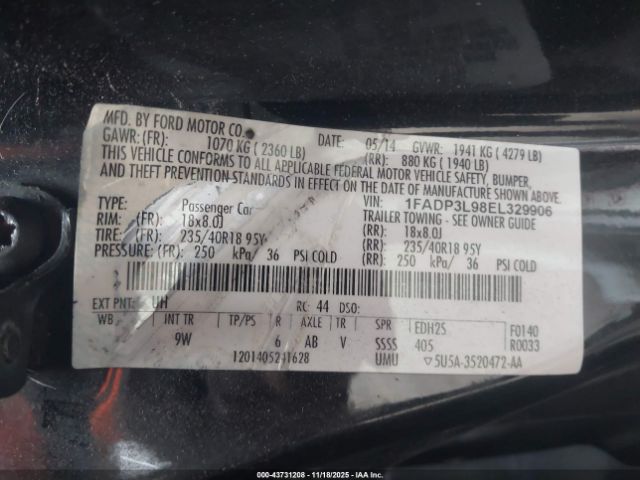 MFD. BY FORD MOTOR CO.
DATE: 05/14 GVWR: 1941 KG ( 4279 LB)
GAWR: (FR): 1070 KG ( 2360 LB) (RR): 880 KG ( 1940 LB)
THIS VEHICLE CONFORMS TO ALL APPLICABLE FEDERAL MOTOR VEHICLE SAFETY, BUMPER,
AND THEFT PREVENTION STANDARDS IN EFFECT ON THE DATE OF MANUFACTURE SHOWN ABOVE.
VIN: 1FADP3L98EL329906
TYPE: Passenger Car TRAILER TOWING - SEE OWNER GUIDE
RIM: (FR): 18x8.0J (RR): 18x8.0J
TIRE: (FR): 235/40R18 95Y (RR): 235/40R18 95Y
PRESSURE: (FR): 250 kPa/ 36 PSI COLD (RR): 250 kPa/ 36 PSI COLD
EXT PNT: UH RC: 44 DSO:
WB INT TR TP/PS R AXLE TR SPR EDH2S F0140
9W 6 AB V SSSS 405 R0033
UMU ▽5U5A-3520472-AA
000-43731208 - 11/18/2025 - IAA Inc.